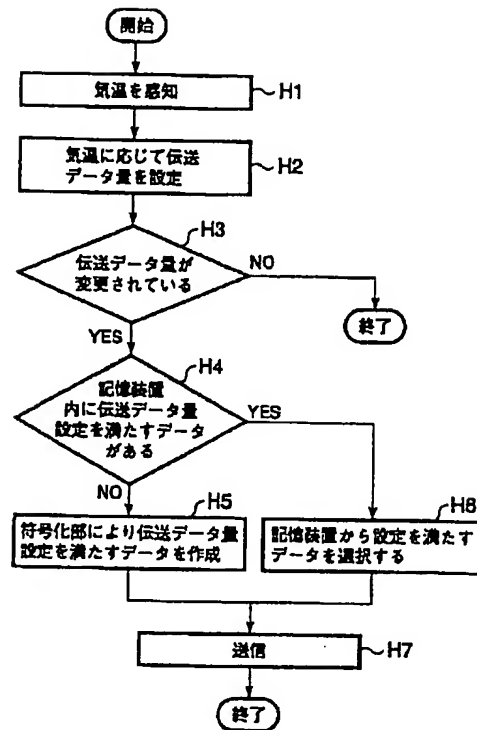 開始
気温を感知
H1
気温に応じて伝送
データ量を設定
H2
H3
伝送データ量が
変更されている
NO
終了
YES
H4
記憶装置
内に伝送データ量
設定を満たすデータ
がある
YES
NO
H5
符号化部により伝送データ量
設定を満たすデータを作成
H8
記憶装置から設定を満たす
データを選択する
送信
H7
終了